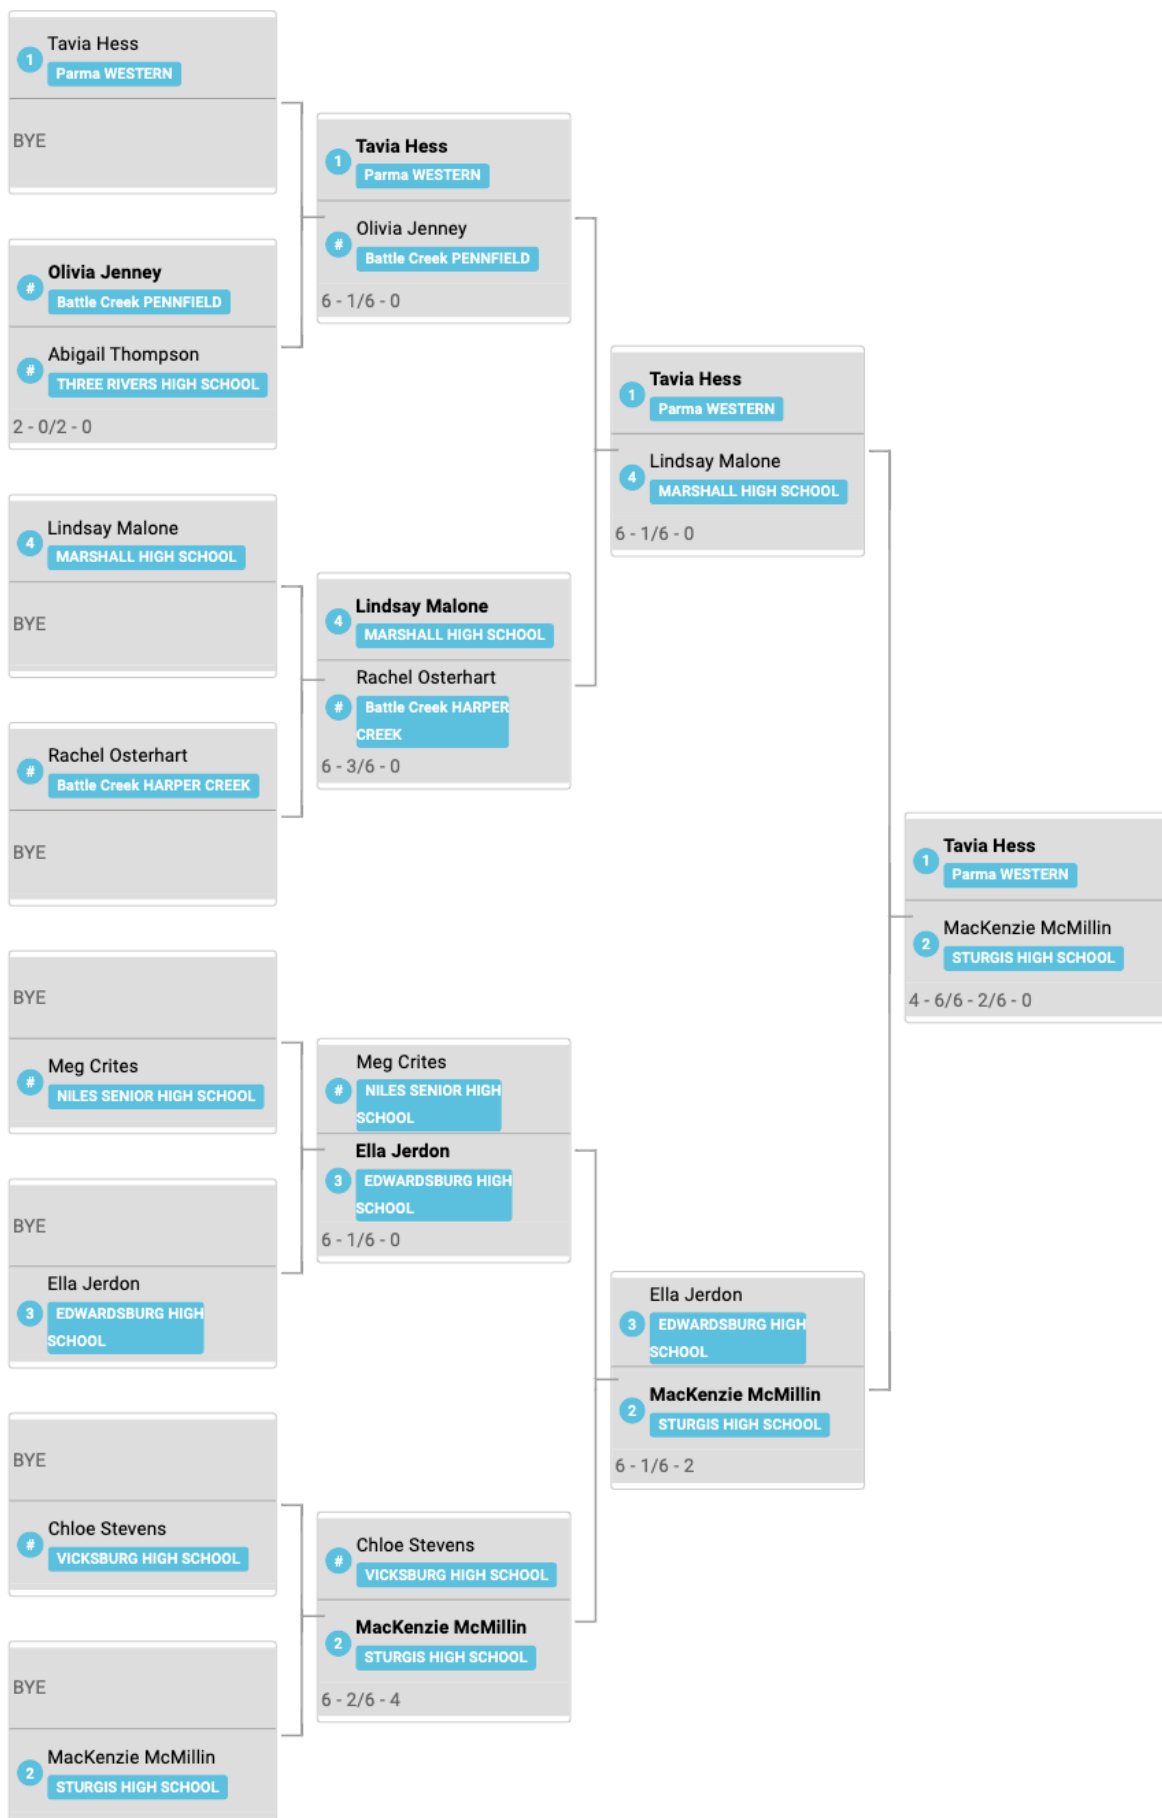 1
Tavia Hess
Parma WESTERN
BYE
#
Olivia Jenney
Battle Creek PENNFIELD
#
Abigail Thompson
THREE RIVERS HIGH SCHOOL
2 - 0/2 - 0
4
Lindsay Malone
MARSHALL HIGH SCHOOL
BYE
#
Rachel Osterhart
Battle Creek HARPER CREEK
BYE
BYE
#
Meg Crites
NILES SENIOR HIGH SCHOOL
BYE
3
Ella Jerdon
EDWARDSBURG HIGH
SCHOOL
BYE
#
Chloe Stevens
VICKSBURG HIGH SCHOOL
BYE
2
MacKenzie McMillin
STURGIS HIGH SCHOOL
1
Tavia Hess
Parma WESTERN
#
Olivia Jenney
Battle Creek PENNFIELD
6 - 1/6 - 0
4
Lindsay Malone
MARSHALL HIGH SCHOOL
#
Rachel Osterhart
Battle Creek HARPER
CREEK
6 - 3/6 - 0
#
Meg Crites
NILES SENIOR HIGH
SCHOOL
3
Ella Jerdon
EDWARDSBURG HIGH
SCHOOL
6 - 1/6 - 0
#
Chloe Stevens
VICKSBURG HIGH SCHOOL
2
MacKenzie McMillin
STURGIS HIGH SCHOOL
6 - 2/6 - 4
1
Tavia Hess
Parma WESTERN
4
Lindsay Malone
MARSHALL HIGH SCHOOL
6 - 1/6 - 0
3
Ella Jerdon
EDWARDSBURG HIGH
SCHOOL
2
MacKenzie McMillin
STURGIS HIGH SCHOOL
6 - 1/6 - 2
1
Tavia Hess
Parma WESTERN
2
MacKenzie McMillin
STURGIS HIGH SCHOOL
4 - 6/6 - 2/6 - 0